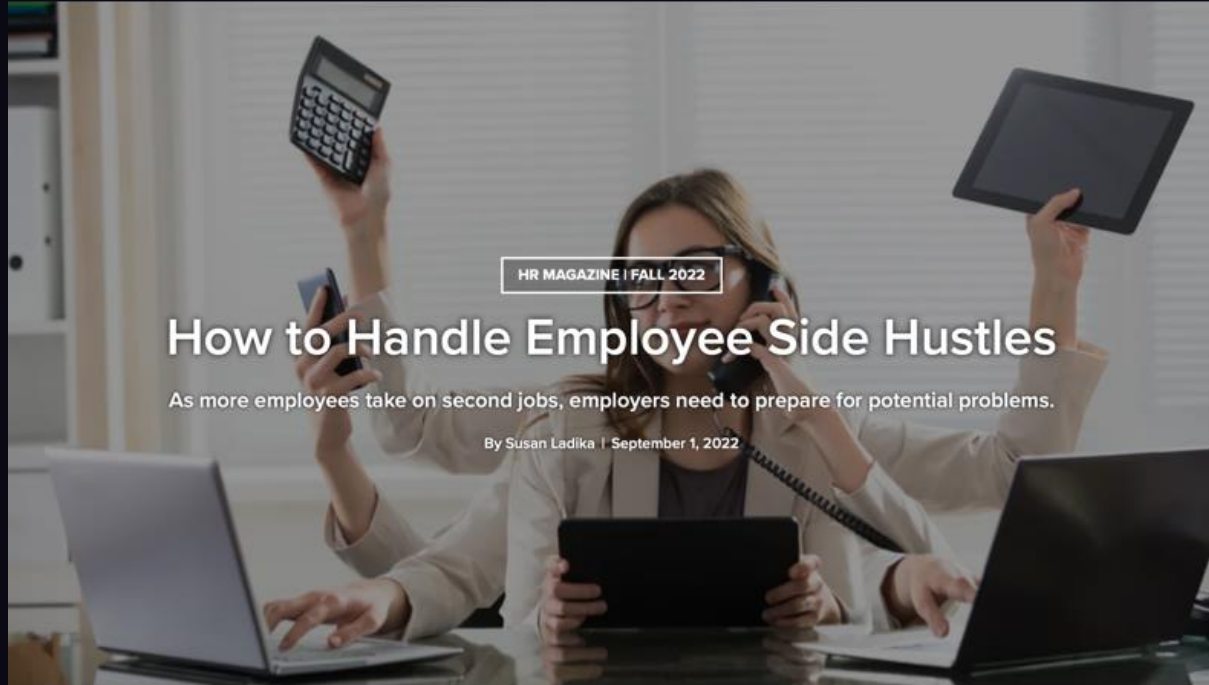 HR MAGAZINE | FALL 2022
How to Handle Employee Side Hustles
As more employees take on second jobs, employers need to prepare for potential problems.
By Susan Ladika | September 1, 2022